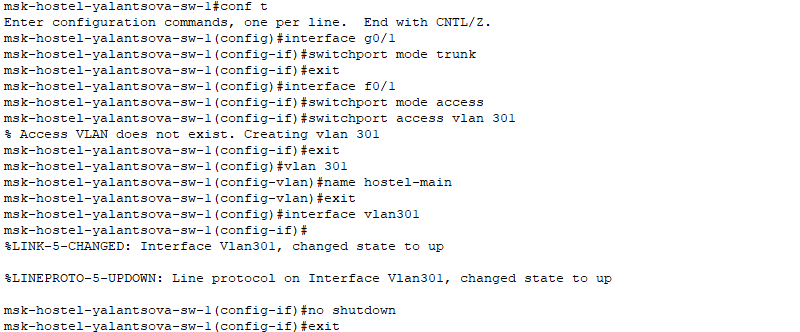 msk-hostel-yalantsova-sw-1#conf t
Enter configuration commands, one per line.  End with CNTL/Z.
msk-hostel-yalantsova-sw-1(config)#interface g0/1
msk-hostel-yalantsova-sw-1(config-if)#switchport mode trunk
msk-hostel-yalantsova-sw-1(config-if)#exit
msk-hostel-yalantsova-sw-1(config)#interface f0/1
msk-hostel-yalantsova-sw-1(config-if)#switchport mode access
msk-hostel-yalantsova-sw-1(config-if)#switchport access vlan 301
% Access VLAN does not exist. Creating vlan 301
msk-hostel-yalantsova-sw-1(config-if)#exit
msk-hostel-yalantsova-sw-1(config)#vlan 301
msk-hostel-yalantsova-sw-1(config-vlan)#name hostel-main
msk-hostel-yalantsova-sw-1(config-vlan)#exit
msk-hostel-yalantsova-sw-1(config)#interface vlan301
msk-hostel-yalantsova-sw-1(config-if)#
%LINK-5-CHANGED: Interface Vlan301, changed state to up
%LINEPROTO-5-UPDOWN: Line protocol on Interface Vlan301, changed state to up
msk-hostel-yalantsova-sw-1(config-if)#no shutdown
msk-hostel-yalantsova-sw-1(config-if)#exit